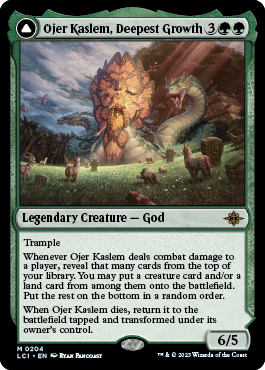 Ojer Kaslem, Deepest Growth 3
Legendary Creature — God
Trample
Whenever Ojer Kaslem deals combat damage to
a player, reveal that many cards from the top of
your library. You may put a creature card and/or a
land card from among them onto the battlefield.
Put the rest on the bottom in a random order.
When Ojer Kaslem dies, return it to the
battlefield tapped and transformed under its
owner's control.
6/5
M 0204
LCI • EN Ryan Pancoast
™ & © 2023 Wizards of the Coast